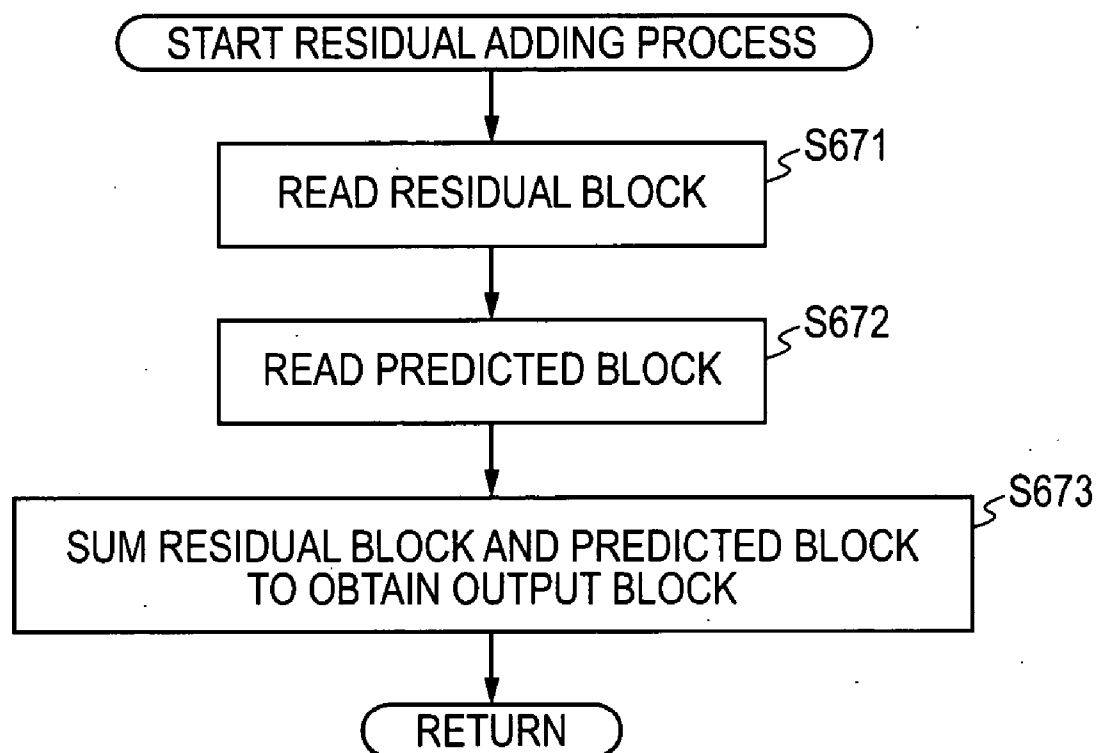 START RESIDUAL ADDING PROCESS
S671
READ RESIDUAL BLOCK
S672
READ PREDICTED BLOCK
S673
SUM RESIDUAL BLOCK AND PREDICTED BLOCK
TO OBTAIN OUTPUT BLOCK
RETURN